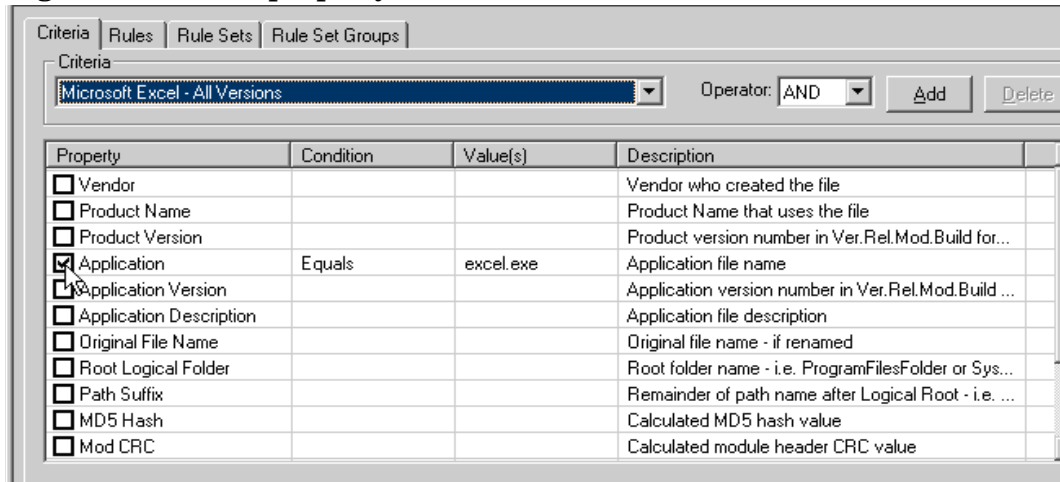 Criteria Rules Rule Sets Rule Set Groups
Criteria
Microsoft Excel - All Versions Operator: AND Add Delete
Property Condition Value(s) Description
Vendor Vendor who created the file
Product Name Product Name that uses the file
Product Version Product version number in Ver.Rel.Mod.Build for...
Application Equals excel.exe Application file name
Application Version Application version number in Ver.Rel.Mod.Build ...
Application Description Application file description
Original File Name Original file name - if renamed
Root Logical Folder Root folder name - i.e. ProgramFilesFolder or Sys...
Path Suffix Remainder of path name after Logical Root - i.e. ...
MD5 Hash Calculated MD5 hash value
Mod CRC Calculated module header CRC value